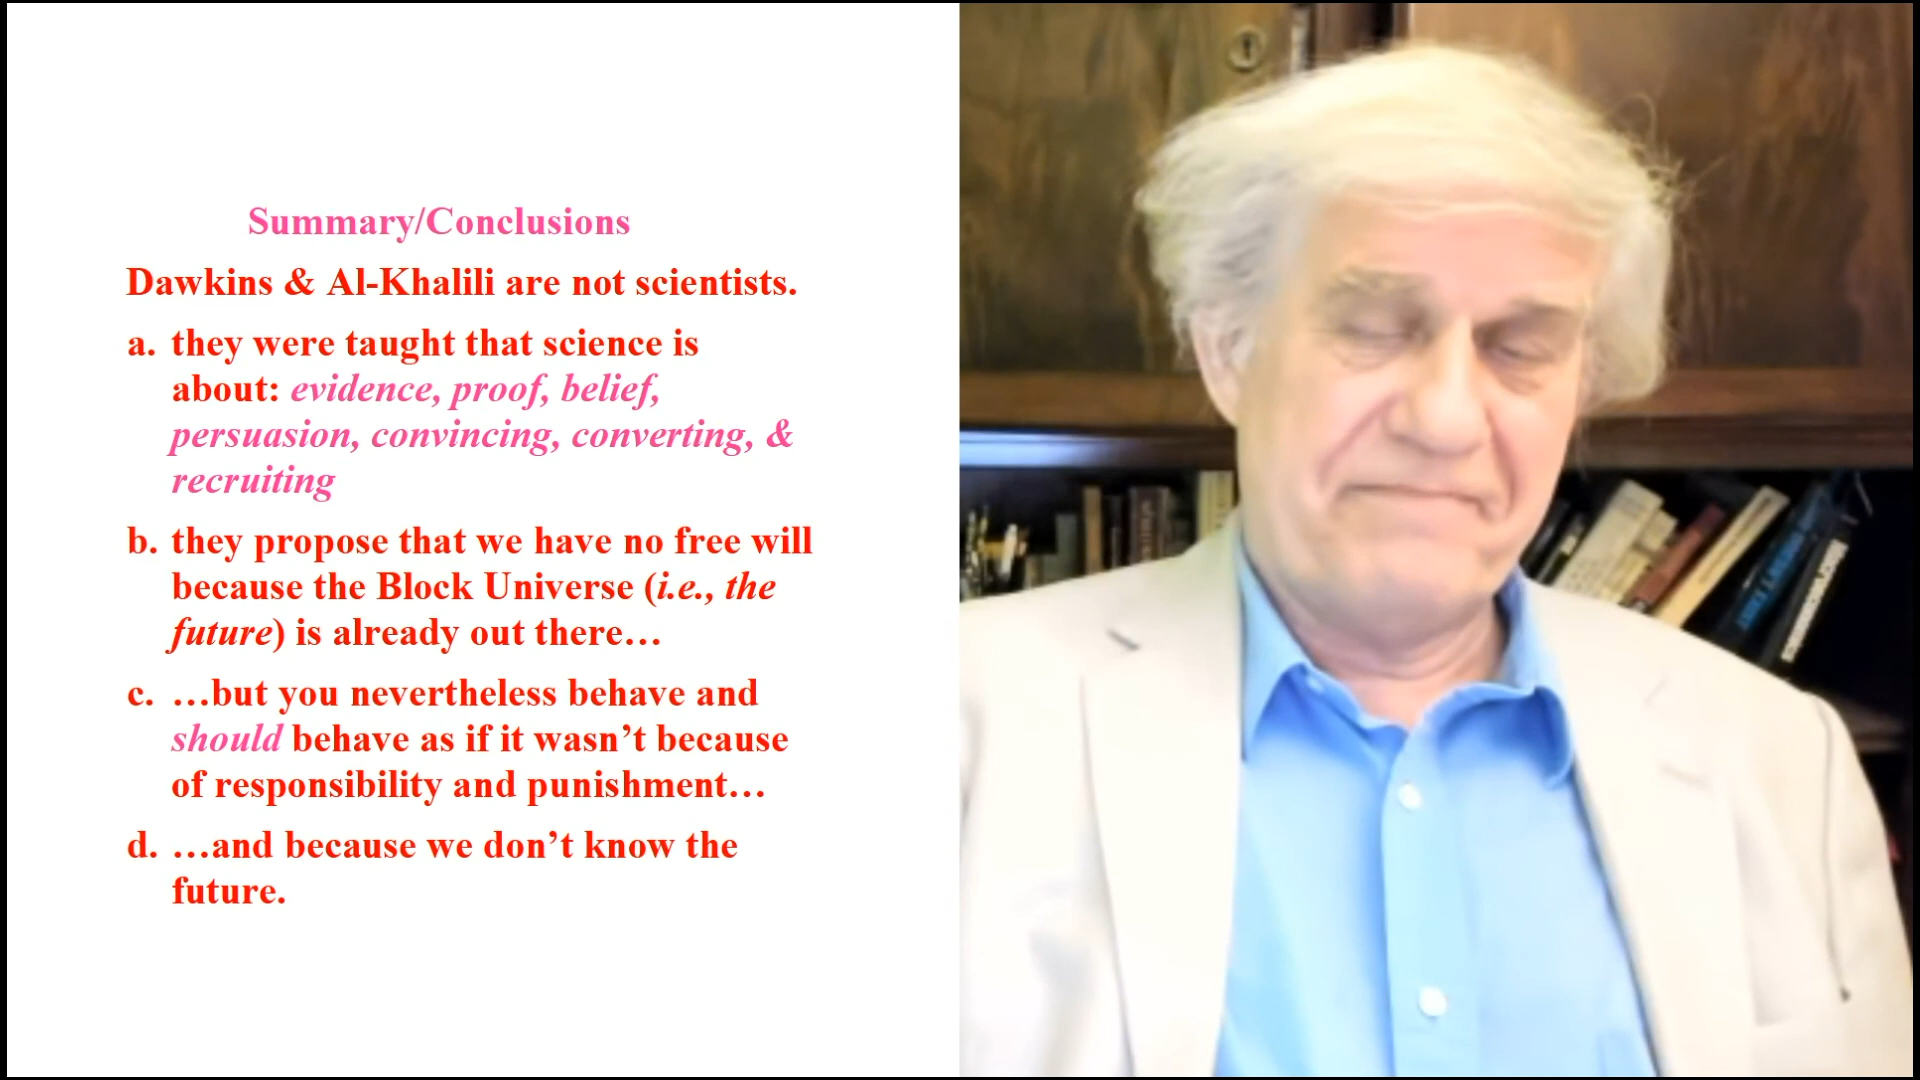 Summary/Conclusions
Dawkins & Al-Khalili are not scientists.
a. they were taught that science is
about: evidence, proof, belief,
persuasion, convincing, converting, &
recruiting
b. they propose that we have no free will
because the Block Universe (i.e., the
future) is already out there…
c. …but you nevertheless behave and
should behave as if it wasn’t because
of responsibility and punishment…
d. …and because we don’t know the
future.